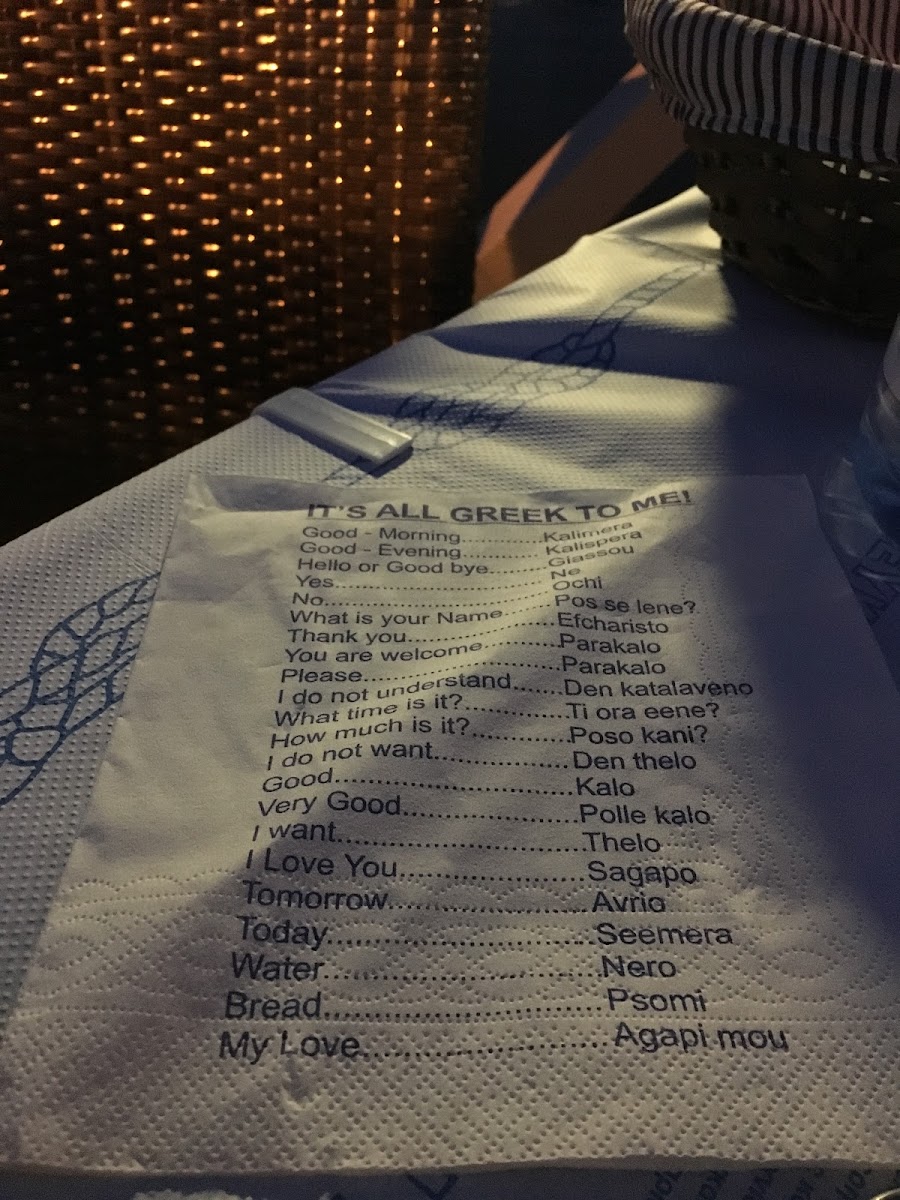 IT'S ALL GREEK TO ME!
Good - Morning............Kalimera
Good - Evening...........Kalispera
Hello or Good bye........Giassou
Yes..............................Ne
No................................Ochi
What is your Name........Pos se lene?
Thank you....................Efcharisto
You are welcome............Parakalo
Please............................Parakalo
I do not understand.......Den katalaveno
What time is it?..............Ti ora eene?
How much is it?.............Poso kani?
I do not want..................Den thelo
Good..............................Kalo
Very Good.......................Polle kalo
I want..............................Thelo
I Love You........................Sagapo
Tomorrow..........................Avrio
Today................................Seemera
Water................................Nero
Bread................................Psomi
My Love............................Agapi mou